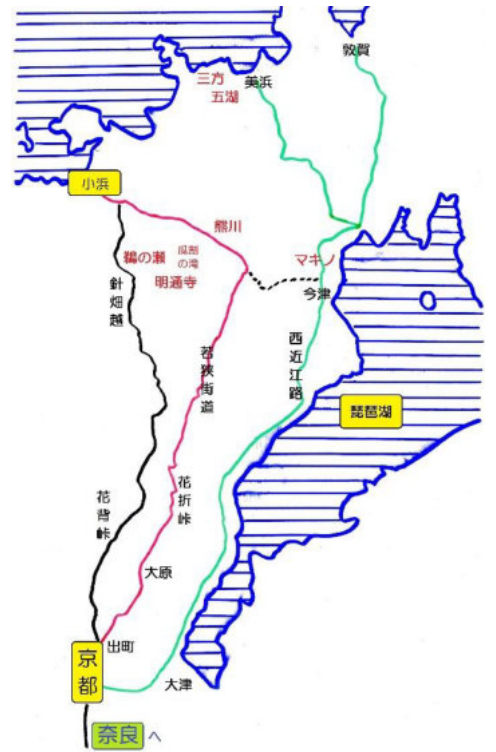 敦賀
三方
五湖
美浜
小浜
熊川
鵜の瀬
瓜割
の滝
明通寺
マキノ
今津
針畑越
西近江路
若狭街道
琵琶湖
花折峠
花背峠
大原
出町
京都
大津
奈良へ